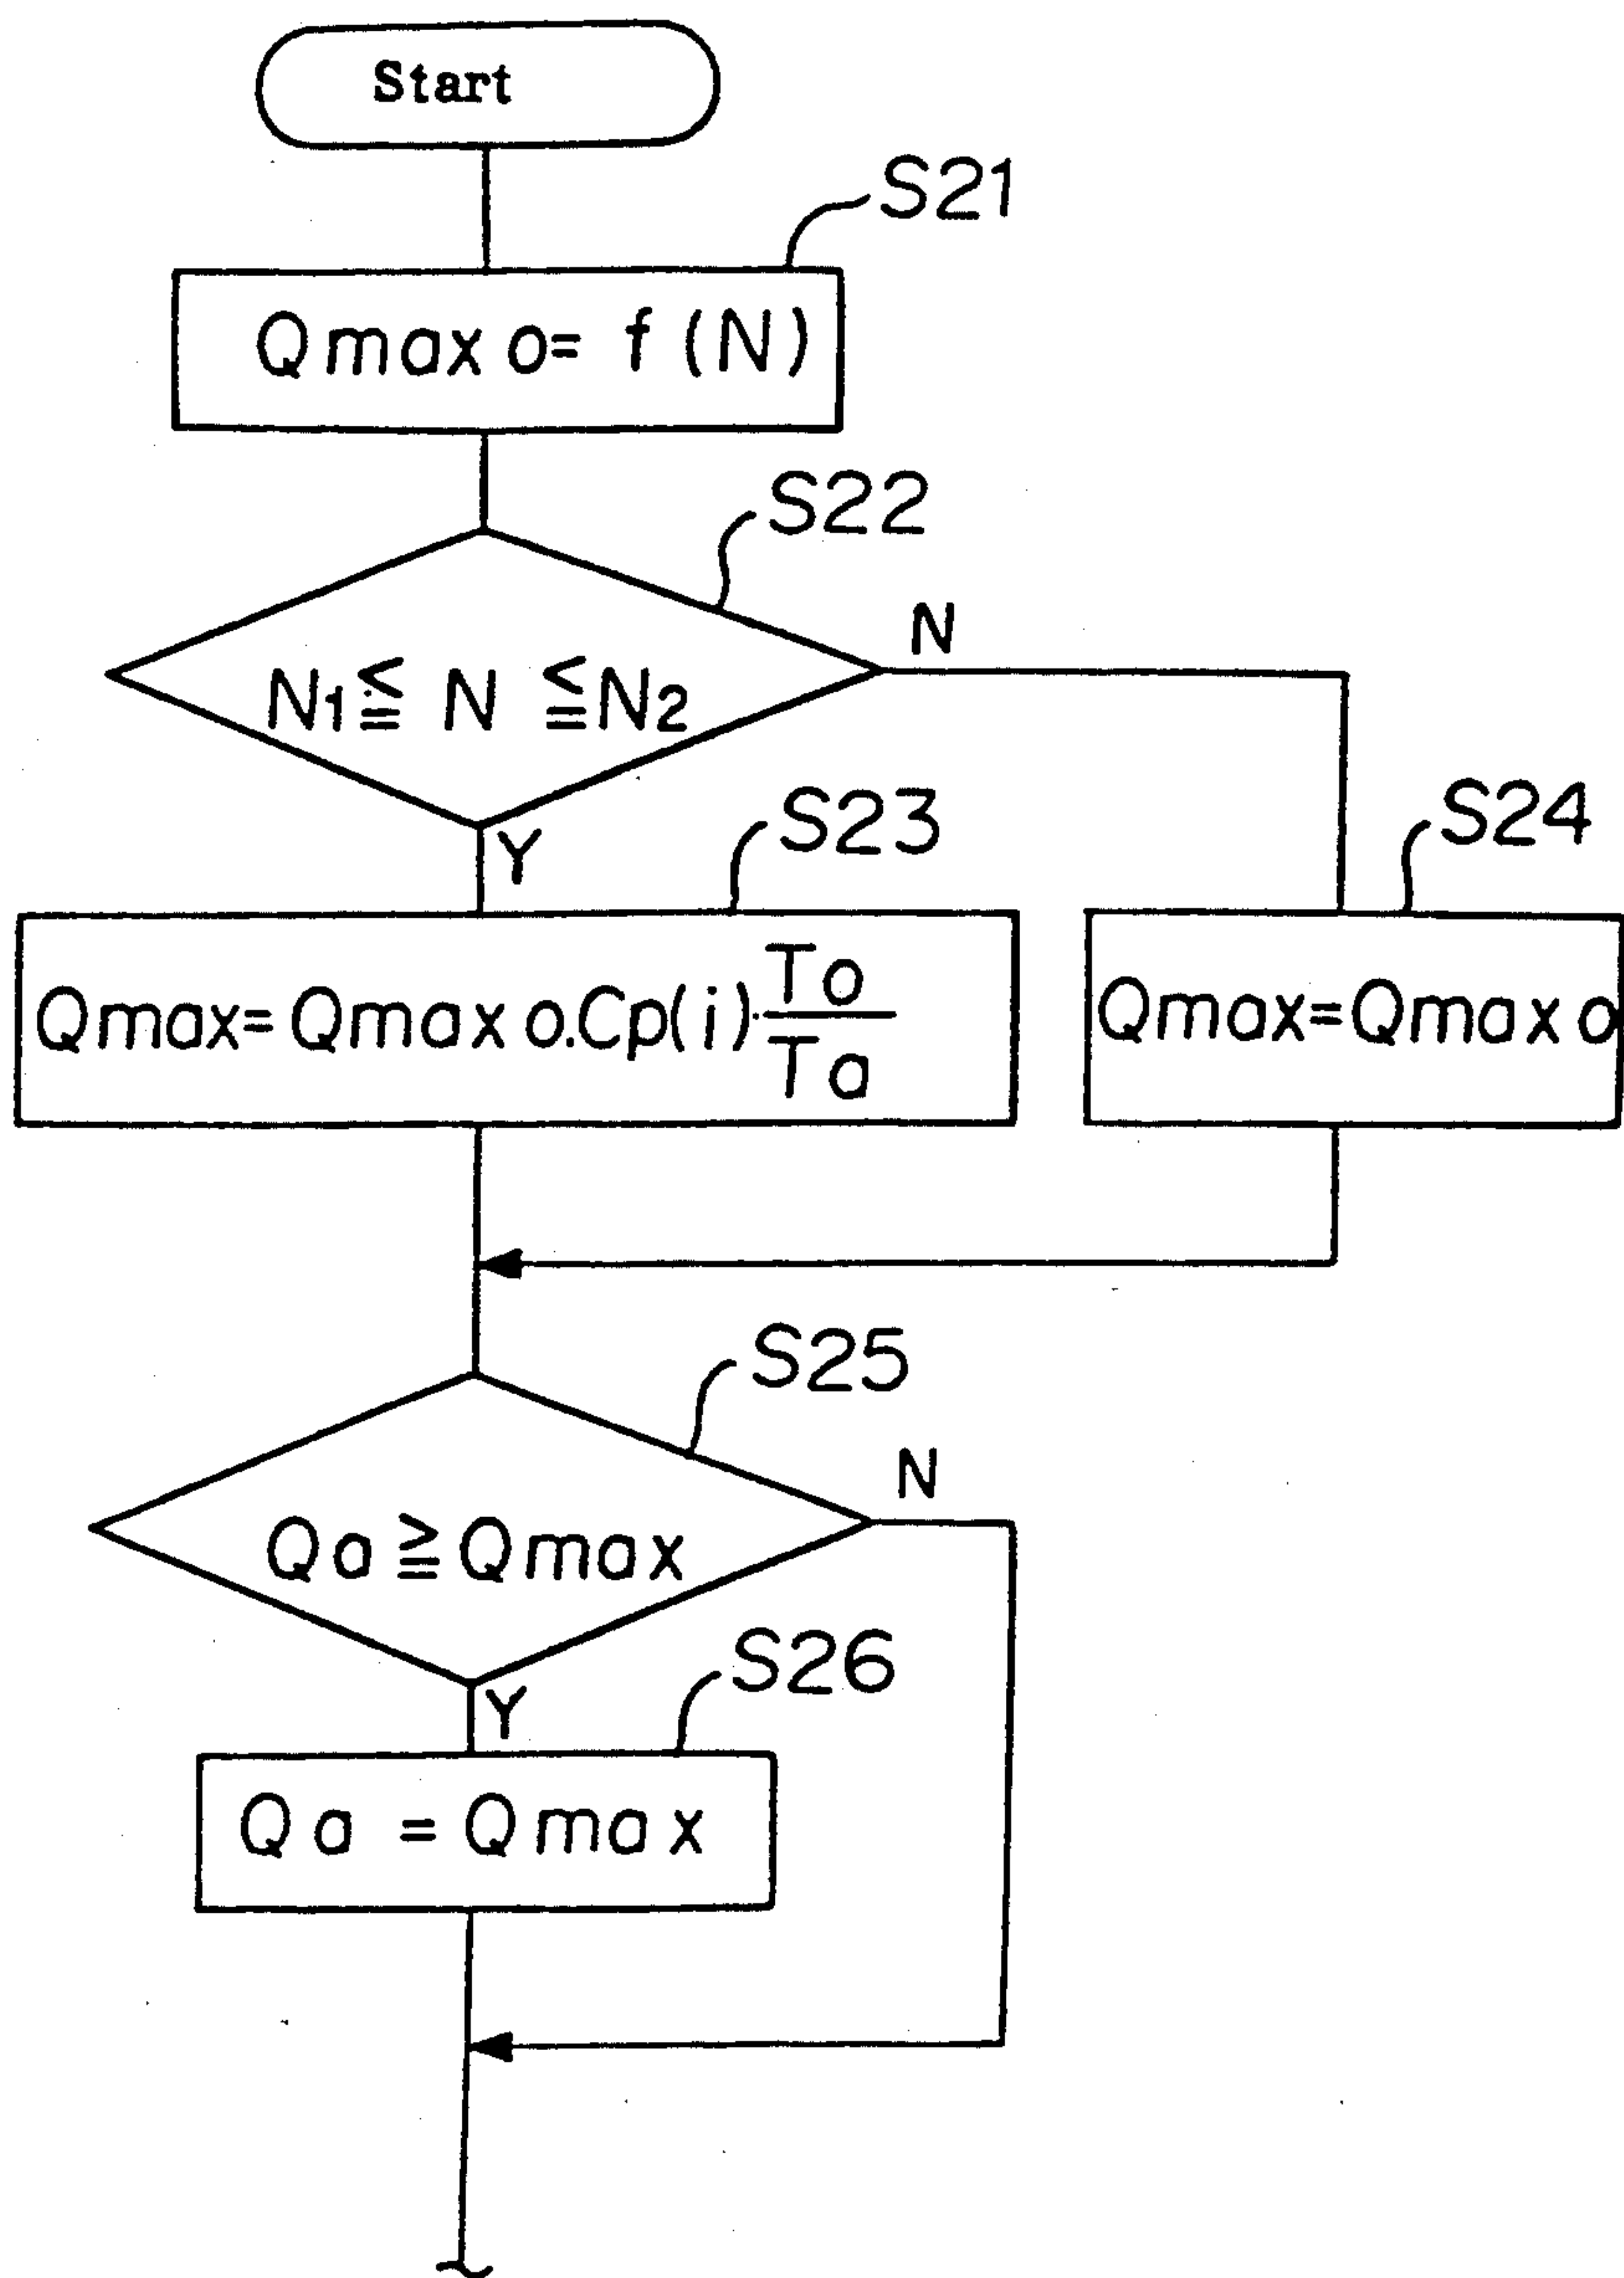 Start
S21
Qmax o= f (N)
S22
N
N1 ≦ N ≦ N2
Y
S23
S24
Qmax= Qmax o.Cp(i)·To/Ta
Qmax=Qmax o
S25
N
Qa ≧ Qmax
Y
S26
Qa = Qmax